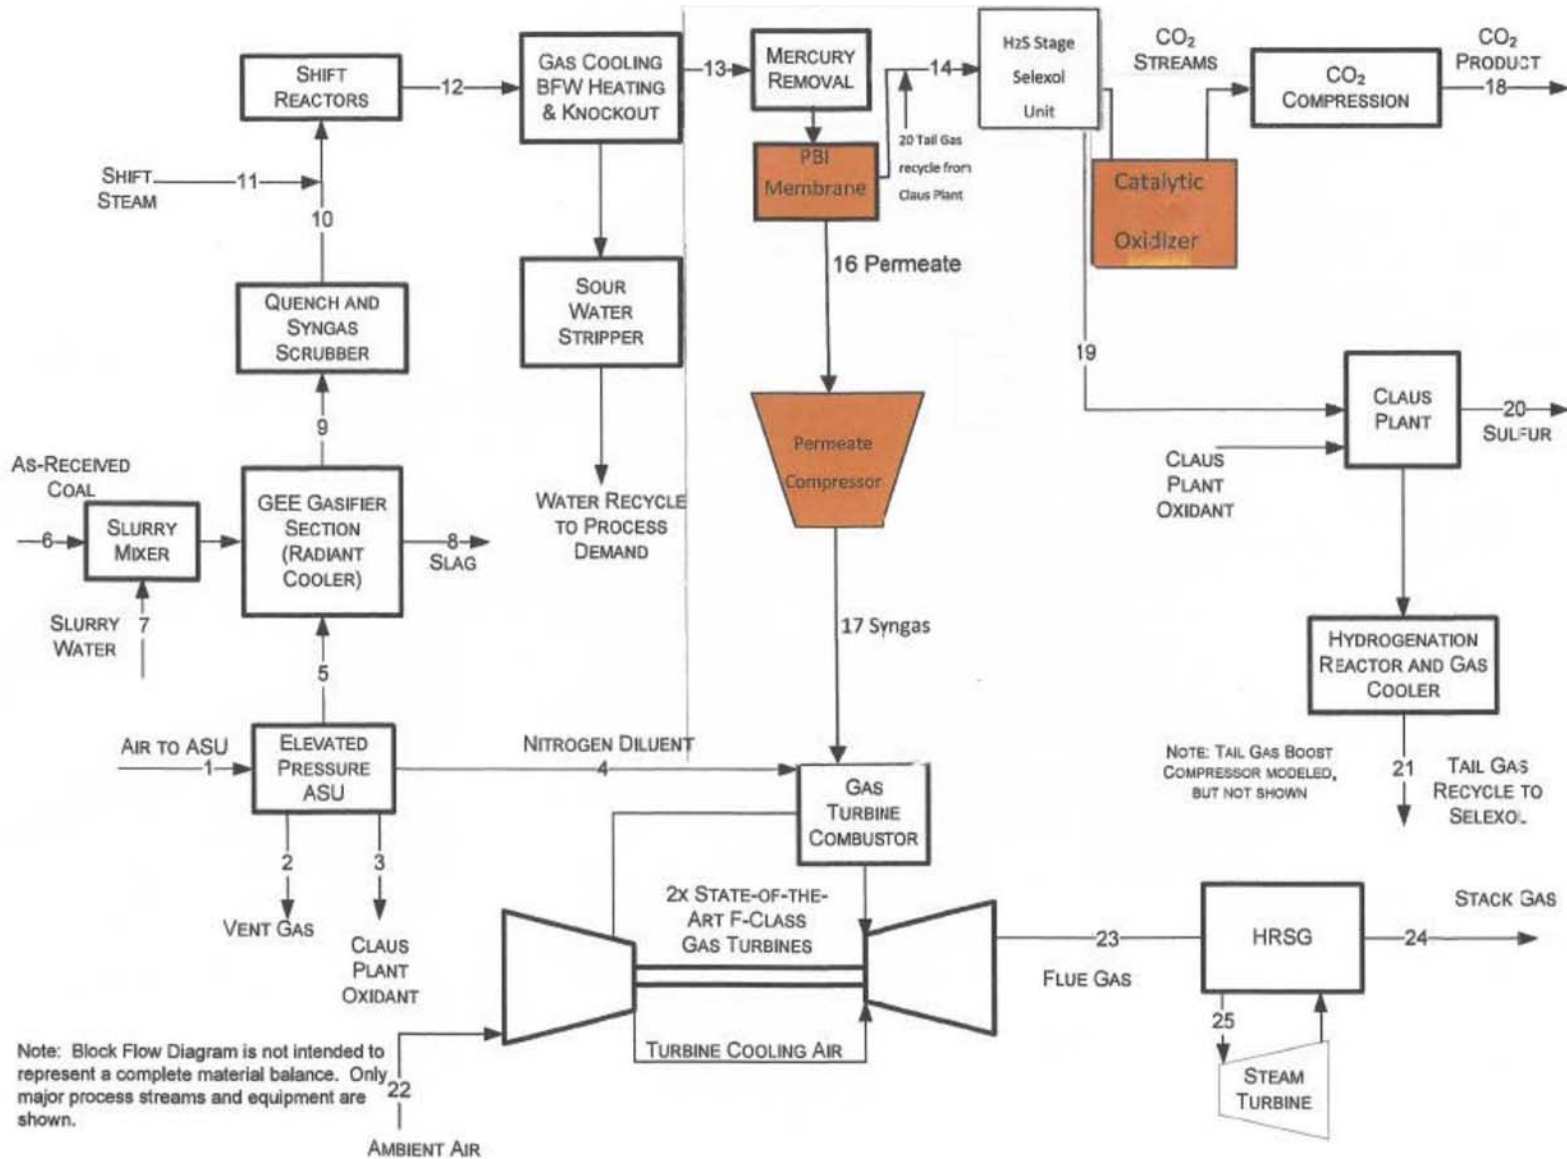 SHIFT
REACTORS
12
GAS COOLING
BFW HEATING
& KNOCKOUT
13
MERCURY
REMOVAL
14
H2S Stage
Selexol
Unit
CO₂
STREAMS
CO₂
COMPRESSION
CO₂
PRODUCT
18
SHIFT
STEAM
11
10
PBI
Membrane
20 Tail Gas
recycle from
Claus Plant
Catalytic
Oxidizer
16 Permeate
QUENCH AND
SYNGAS
SCRUBBER
SOUR
WATER
STRIPPER
19
9
Permeate
Compressor
CLAUS
PLANT
20
SULFUR
CLAUS
PLANT
OXIDANT
AS-RECEIVED
COAL
6
SLURRY
MIXER
GEE GASIFIER
SECTION
(RADIANT
COOLER)
8
SLAG
WATER RECYCLE
TO PROCESS
DEMAND
SLURRY
WATER
7
5
17 Syngas
HYDROGENATION
REACTOR AND GAS
COOLER
AIR TO ASU
1
ELEVATED
PRESSURE
ASU
NITROGEN DILUENT
4
GAS
TURBINE
COMBUSTOR
NOTE: TAIL GAS BOOST
COMPRESSOR MODELED,
BUT NOT SHOWN
21
TAIL GAS
RECYCLE TO
SELEXOL
2
3
VENT GAS
CLAUS
PLANT
OXIDANT
2X STATE-OF-THE-
ART F-CLASS
GAS TURBINES
23
FLUE GAS
HRSG
STACK GAS
24
25
STEAM
TURBINE
TURBINE COOLING AIR
Note: Block Flow Diagram is not intended to
represent a complete material balance. Only
major process streams and equipment are
shown.
22
AMBIENT AIR